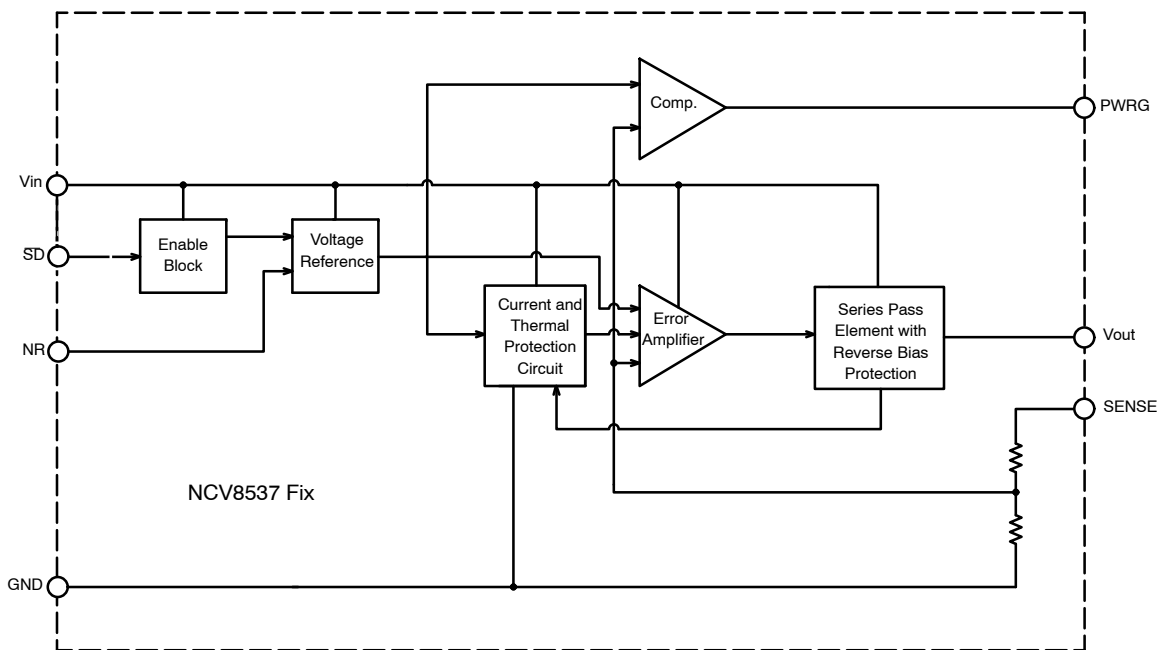 Comp.
PWRG
Vin
S̅D̅
Enable
Block
Voltage
Reference
NR
Current and
Thermal
Protection
Circuit
Error
Amplifier
Series Pass
Element with
Reverse Bias
Protection
Vout
SENSE
NCV8537 Fix
GND